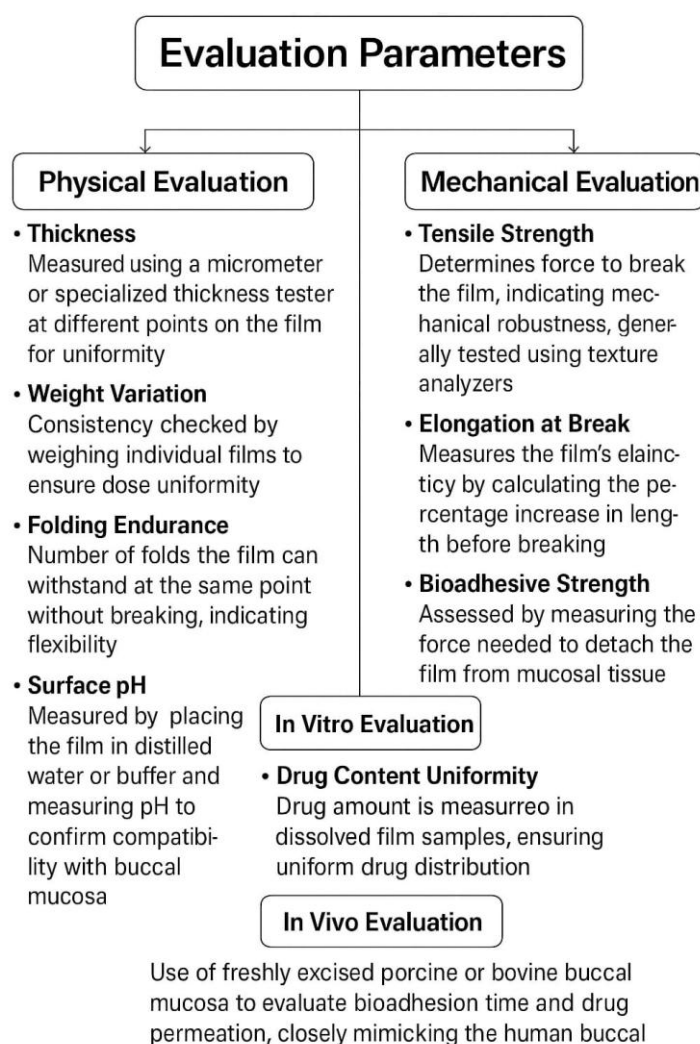 Evaluation Parameters
Physical Evaluation
• Thickness
Measured using a micrometer
or specialized thickness tester
at different points on the film
for uniformity
• Weight Variation
Consistency checked by
weighing individual films to
ensure dose uniformity
• Folding Endurance
Number of folds the film can
withstand at the same point
without breaking, indicating
flexibility
• Surface pH
Measured by placing
the film in distilled
water or buffer and
measuring pH to
confirm compatibi-
lity with buccal
mucosa
Mechanical Evaluation
• Tensile Strength
Determines force to break
the film, indicating mec-
hanical robustness, gener-
ally tested using texture
analyzers
• Elongation at Break
Measures the film's elainc-
ticy by calculating the pe-
rcentage increase in leng-
th before breaking
• Bioadhesive Strength
Assessed by measuring the
force needed to detach the
film from mucosal tissue
In Vitro Evaluation
• Drug Content Uniformity
Drug amount is measurreo in
dissolved film samples, ensuring
uniform drug distribution
In Vivo Evaluation
Use of freshly excised porcine or bovine buccal
mucosa to evaluate bioadhesion time and drug
permeation, closely mimicking the human buccal